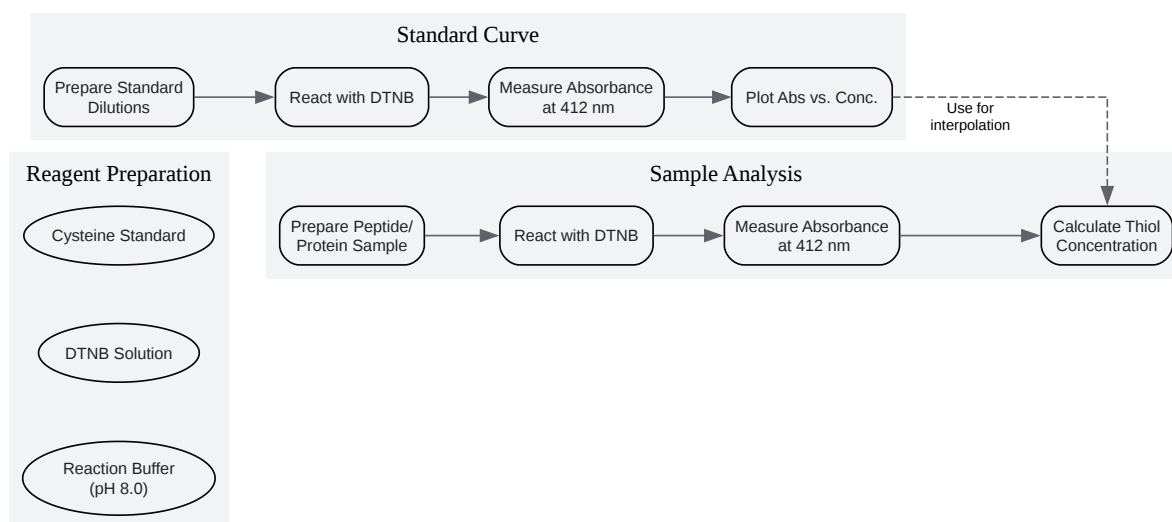 Standard Curve
Prepare Standard
Dilutions
React with DTNB
Measure Absorbance
at 412 nm
Plot Abs vs. Conc.
Use for
interpolation
Reagent Preparation
Cysteine Standard
DTNB Solution
Reaction Buffer
(pH 8.0)
Sample Analysis
Prepare Peptide/
Protein Sample
React with DTNB
Measure Absorbance
at 412 nm
Calculate Thiol
Concentration